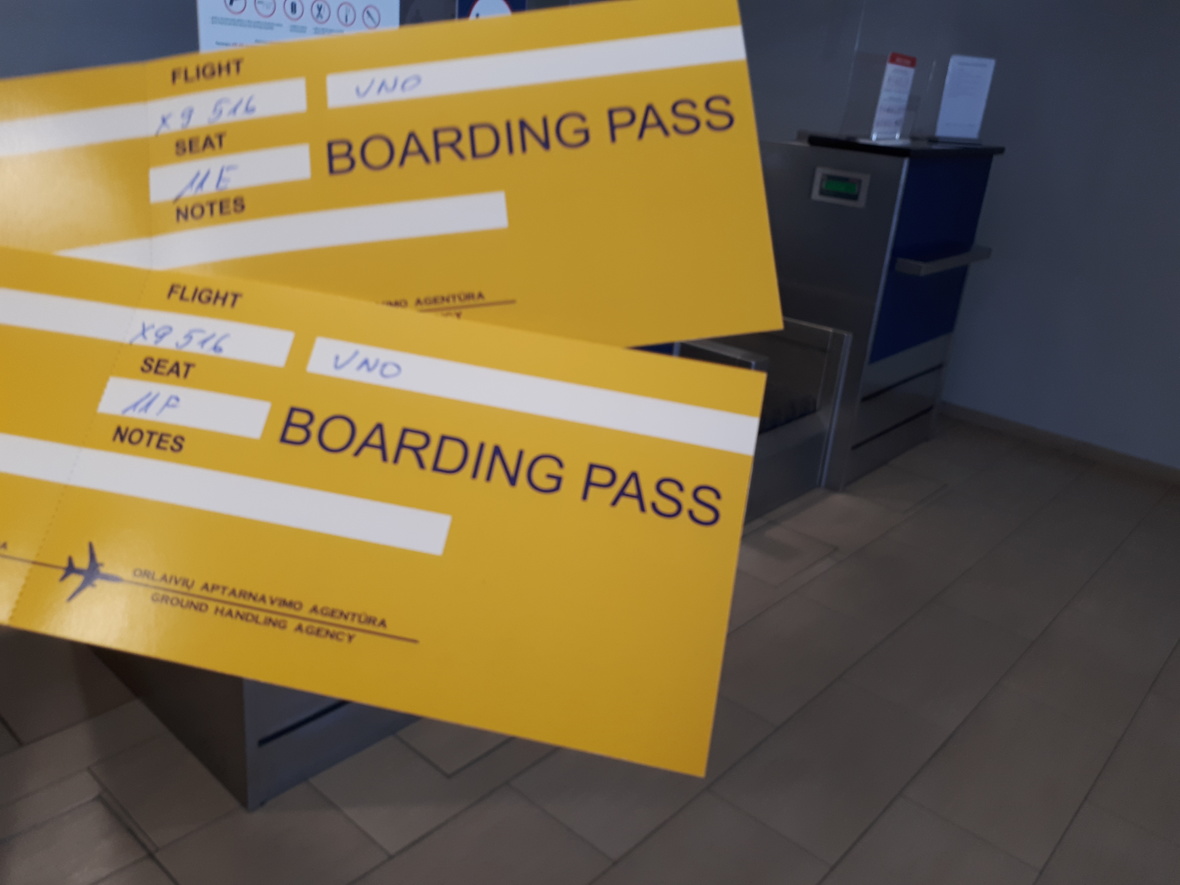 FLIGHT
X9 516
VNO
SEAT
11E
BOARDING PASS
NOTES
AGENTŪRA
FLIGHT
X9 516
VNO
SEAT
11F
BOARDING PASS
NOTES
ORLAIVIŲ APTARNAVIMO AGENTŪRA
GROUND HANDLING AGENCY